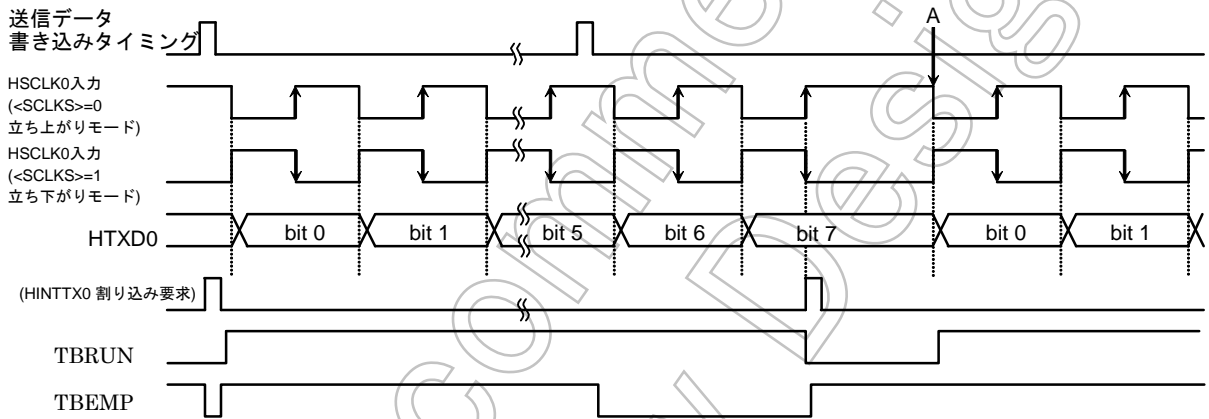 送信データ
書き込みタイミング
A
HSCLK0入力
(<SCLKS>=0
立ち上がりモード)
HSCLK0入力
(<SCLKS>=1
立ち下がりモード)
HTXD0 bit 0 bit 1 bit 5 bit 6 bit 7 bit 0 bit 1
(HINTTX0 割り込み要求)
TBRUN
TBEMP